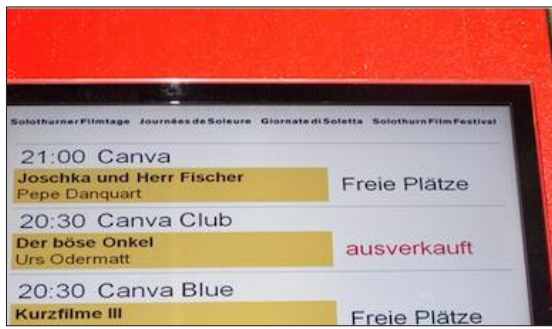 Solothurner Filmtage Journées de Soleure Giornate di Soletta Solothurn Film Festival
21:00 Canva
Joschka und Herr Fischer
Pepe Danquart
Freie Plätze
20:30 Canva Club
Der böse Onkel
Urs Odermatt
ausverkauft
20:30 Canva Blue
Kurzfilme III
Freie Plätze